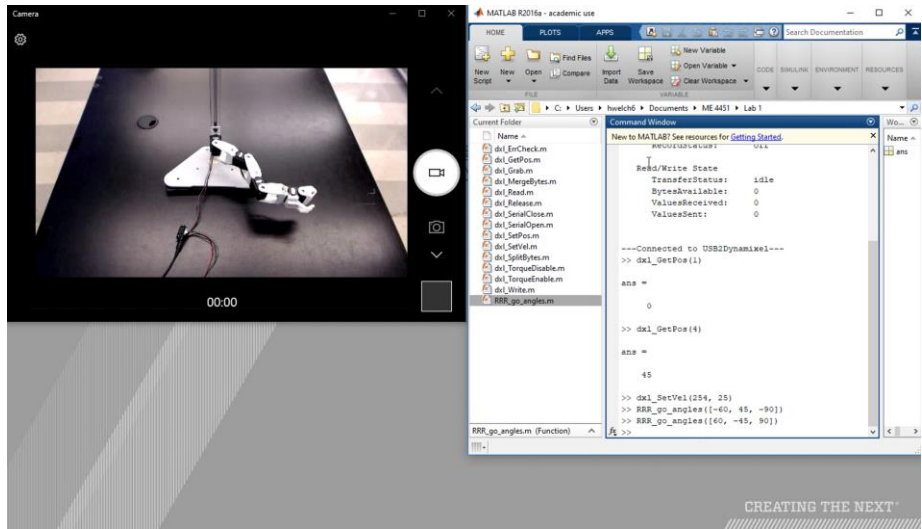 Camera
00:00
MATLAB R2016a - academic use
HOME PLOTS APPS Search Documentation
New Script New Open Find Files Compare Import Data Save Workspace New Variable Open Variable Clear Workspace CODE SIMULINK ENVIRONMENT RESOURCES
FILE VARIABLE
C: Users hwelch6 Documents ME 4451 Lab 1
Current Folder
Name
dxl_ErrCheck.m
dxl_GetPos.m
dxl_Grab.m
dxl_MergeBytes.m
dxl_Read.m
dxl_Release.m
dxl_SerialClose.m
dxl_SerialOpen.m
dxl_SetPos.m
dxl_SetVel.m
dxl_SplitBytes.m
dxl_TorqueDisable.m
dxl_TorqueEnable.m
dxl_Write.m
RRR_go_angles.m
RRR_go_angles.m (Function)
Command Window
New to MATLAB? See resources for Getting Started.
RecordStatus: off
Read/Write State
TransferStatus: idle
BytesAvailable: 0
ValuesReceived: 0
ValuesSent: 0
---Connected to USB2Dynamixel---
>> dxl_GetPos(1)
ans =
0
>> dxl_GetPos(4)
ans =
45
>> dxl_SetVel(254, 25)
>> RRR_go_angles([-60, 45, -90])
>> RRR_go_angles([60, -45, 90])
fx >>
Wo...
Name
ans
CREATING THE NEXT